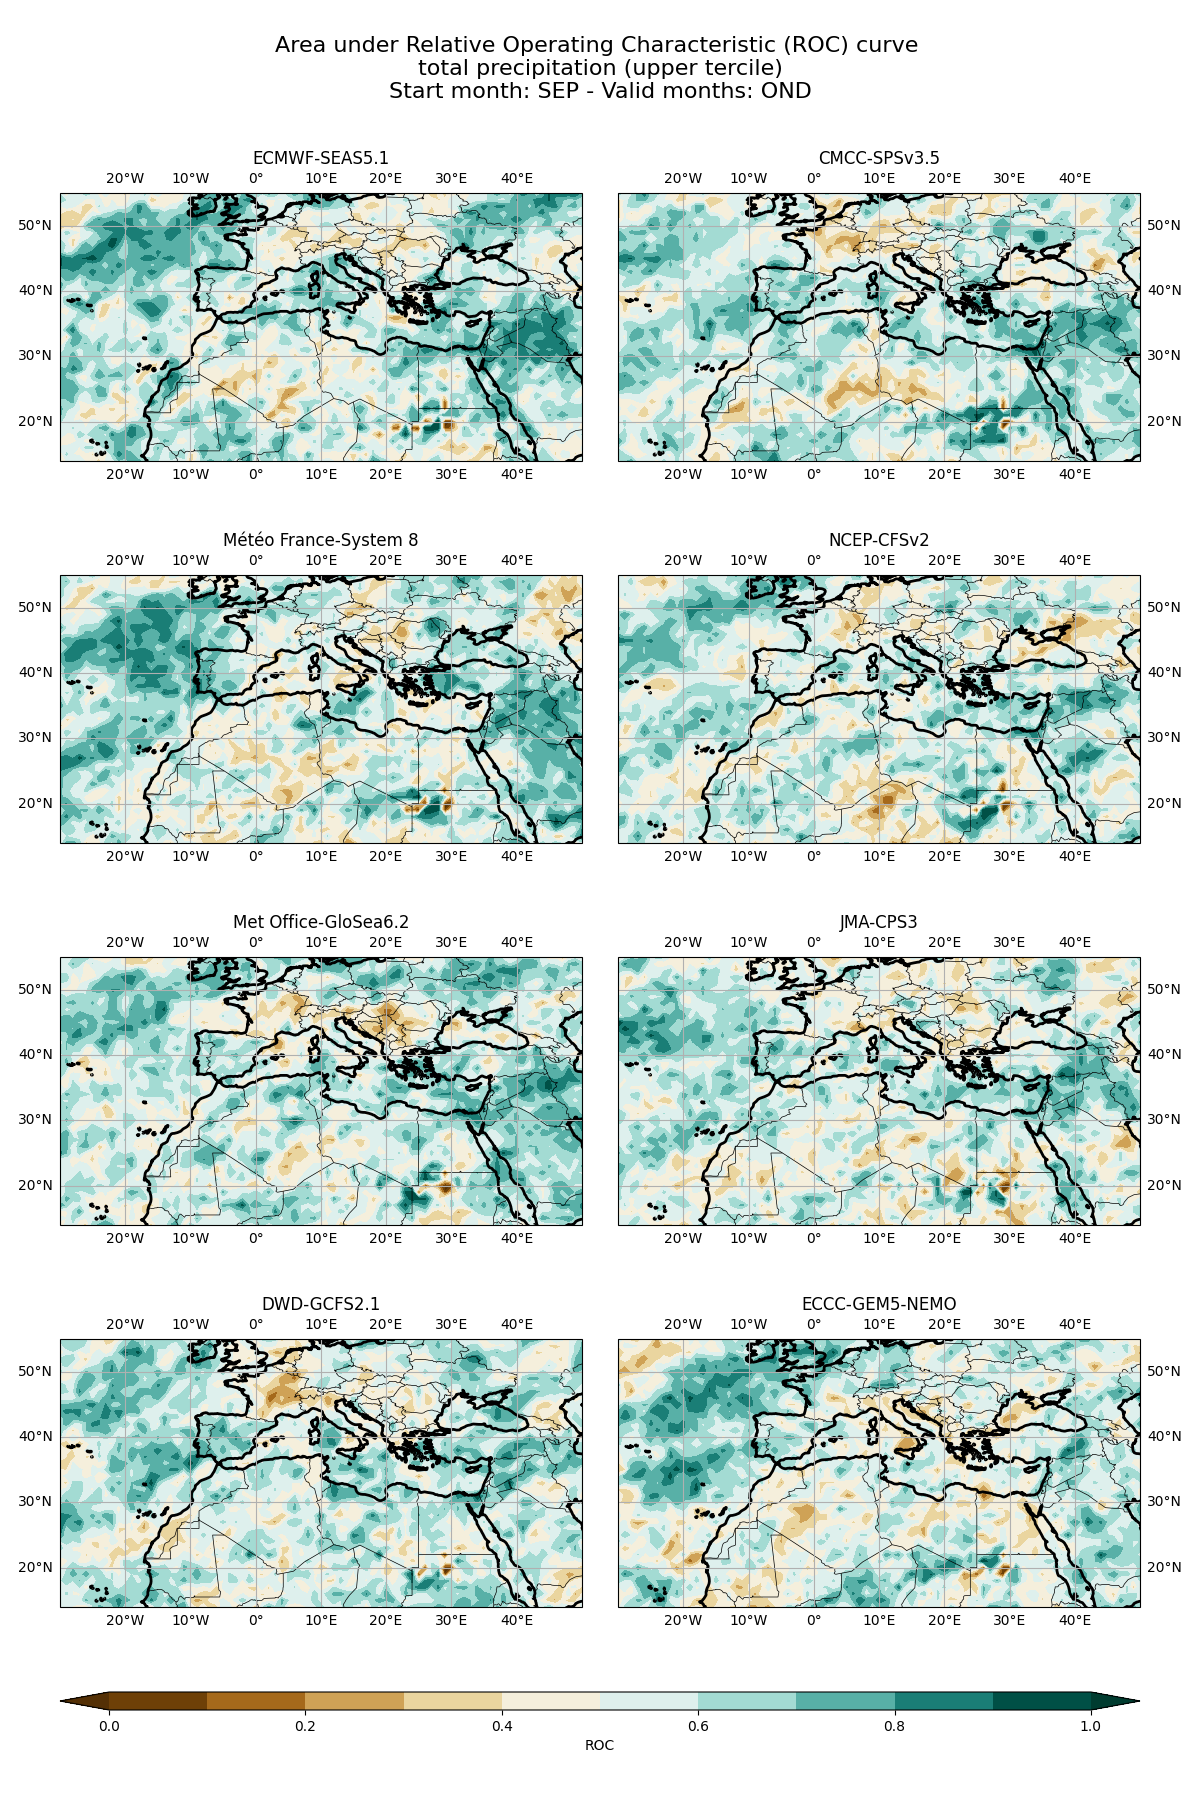 Area under Relative Operating Characteristic (ROC) curve
total precipitation (upper tercile)
Start month: SEP - Valid months: OND
ECMWF-SEAS5.1
CMCC-SPSv3.5
20°W 10°W 0° 10°E 20°E 30°E 40°E
20°W 10°W 0° 10°E 20°E 30°E 40°E
50°N 50°N
40°N 40°N
30°N 30°N
20°N 20°N
20°W 10°W 0° 10°E 20°E 30°E 40°E
20°W 10°W 0° 10°E 20°E 30°E 40°E
Météo France-System 8
NCEP-CFSv2
20°W 10°W 0° 10°E 20°E 30°E 40°E
20°W 10°W 0° 10°E 20°E 30°E 40°E
50°N 50°N
40°N 40°N
30°N 30°N
20°N 20°N
20°W 10°W 0° 10°E 20°E 30°E 40°E
20°W 10°W 0° 10°E 20°E 30°E 40°E
Met Office-GloSea6.2
JMA-CPS3
20°W 10°W 0° 10°E 20°E 30°E 40°E
20°W 10°W 0° 10°E 20°E 30°E 40°E
50°N 50°N
40°N 40°N
30°N 30°N
20°N 20°N
20°W 10°W 0° 10°E 20°E 30°E 40°E
20°W 10°W 0° 10°E 20°E 30°E 40°E
DWD-GCFS2.1
ECCC-GEM5-NEMO
20°W 10°W 0° 10°E 20°E 30°E 40°E
20°W 10°W 0° 10°E 20°E 30°E 40°E
50°N 50°N
40°N 40°N
30°N 30°N
20°N 20°N
20°W 10°W 0° 10°E 20°E 30°E 40°E
20°W 10°W 0° 10°E 20°E 30°E 40°E
0.0 0.2 0.4 0.6 0.8 1.0
ROC